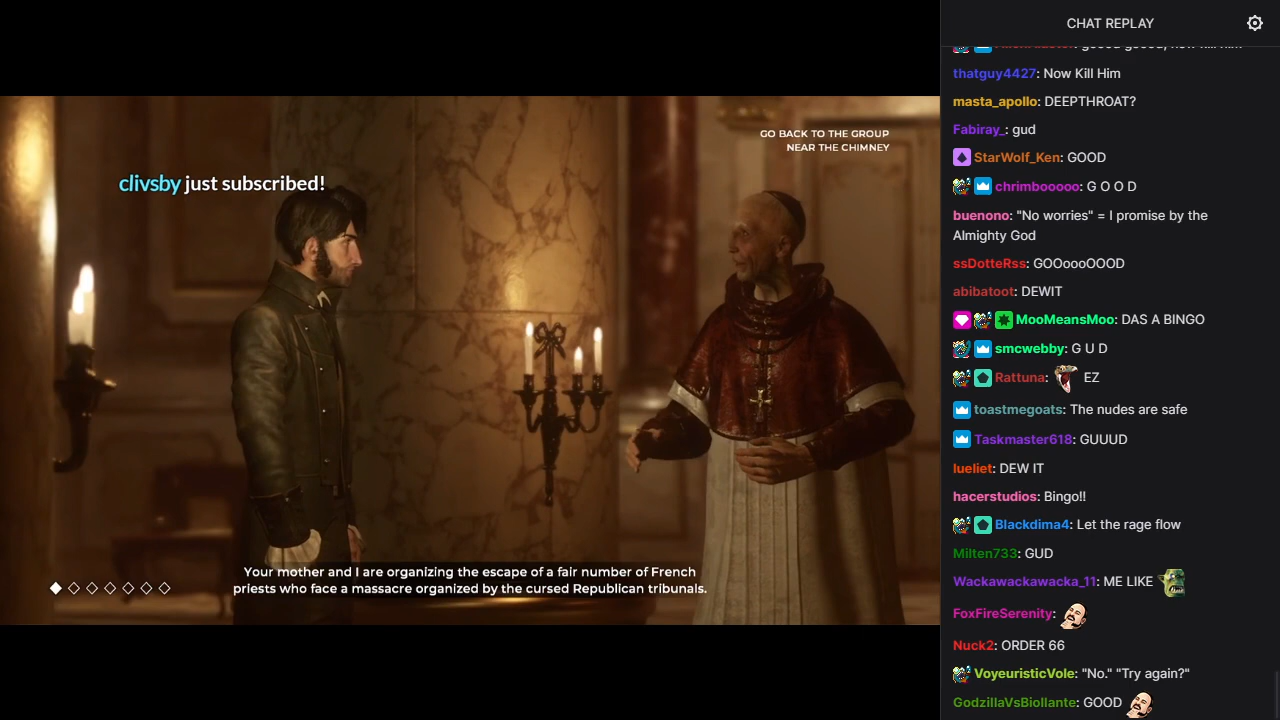 CHAT REPLAY
thatguy4427: Now Kill Him
masta_apollo: DEEPTHROAT?
Fabiray_: gud
StarWolf_Ken: GOOD
chrimbooooo: G O O D
buenono: "No worries" = I promise by the
Almighty God
ssDotteRss: GOOoooOOOD
abibatoot: DEWIT
MooMeansMoo: DAS A BINGO
smcwebby: G U D
Rattuna: EZ
toastmegoats: The nudes are safe
Taskmaster618: GUUUD
lueliet: DEW IT
hacerstudios: Bingo!!
Blackdima4: Let the rage flow
Milten733: GUD
Wackawackawacka_11: ME LIKE
FoxFireSerenity:
Nuck2: ORDER 66
VoyeuristicVole: "No." "Try again?"
GodzillaVsBiollante: GOOD
GO BACK TO THE GROUP
NEAR THE CHIMNEY
clivsby just subscribed!
Your mother and I are organizing the escape of a fair number of French
priests who face a massacre organized by the cursed Republican tribunals.